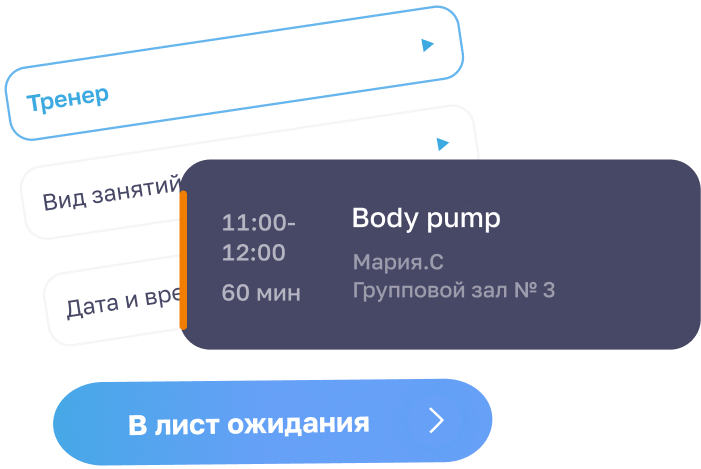 Тренер
Вид занятий
Дата и
11:00-
12:00
60 мин
Body pump
Мария.С
Групповой зал № 3
В лист ожидания